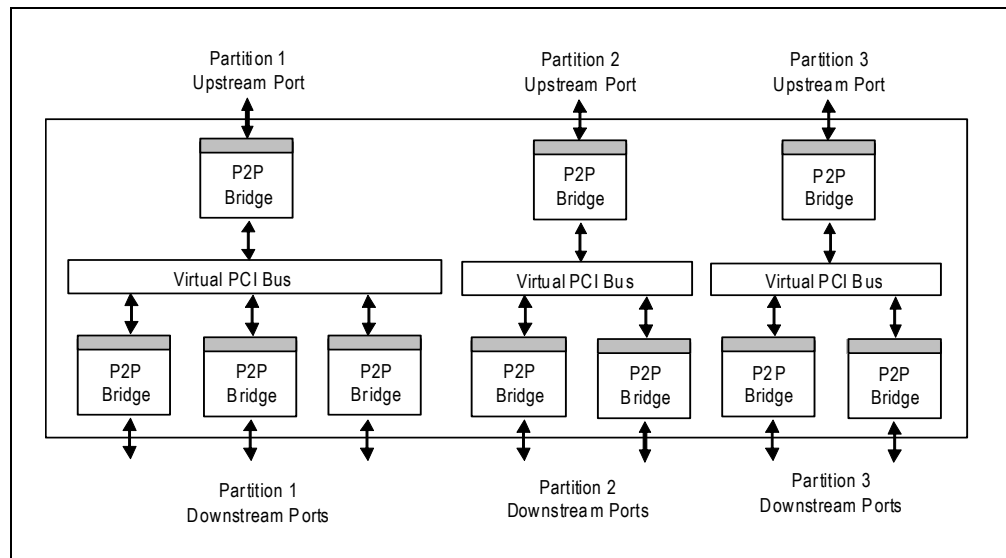 Partition 1
Upstream Port
Partition 2
Upstream Port
Partition 3
Upstream Port
P2P
Bridge
P2P
Bridge
P2P
Bridge
Virtual PCI Bus
Virtual PCI Bus
Virtual PCI Bus
P2P
Bridge
P2P
Bridge
P2P
Bridge
P2P
Bridge
P2P
Bridge
P2P
Bridge
P2P
Bridge
Partition 1
Downstream Ports
Partition 2
Downstream Ports
Partition 3
Downstream Ports